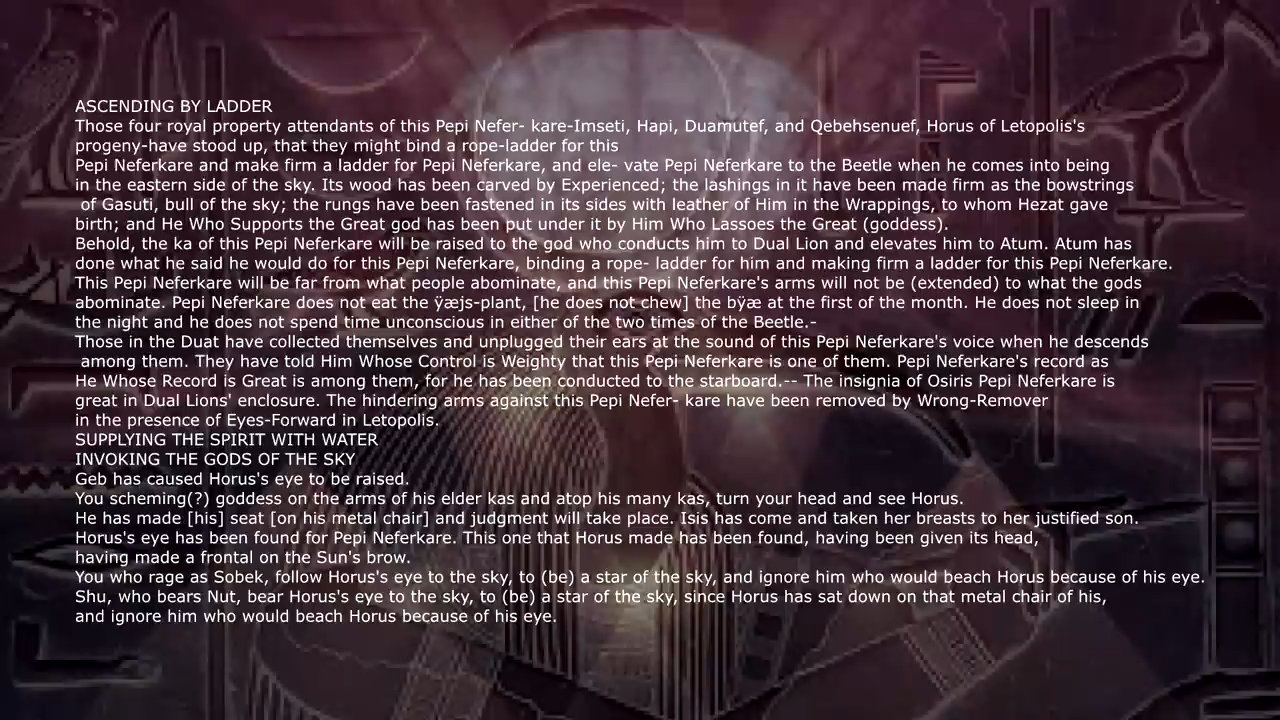 ASCENDING BY LADDER
Those four royal property attendants of this Pepi Nefer- kare-Imseti, Hapi, Duamutef, and Qebehsenuef, Horus of Letopolis's
progeny-have stood up, that they might bind a rope-ladder for this
Pepi Neferkare and make firm a ladder for Pepi Neferkare, and ele- vate Pepi Neferkare to the Beetle when he comes into being
in the eastern side of the sky. Its wood has been carved by Experienced; the lashings in it have been made firm as the bowstrings
of Gasuti, bull of the sky; the rungs have been fastened in its sides with leather of Him in the Wrappings, to whom Hezat gave
birth; and He Who Supports the Great god has been put under it by Him Who Lassoes the Great (goddess).
Behold, the ka of this Pepi Neferkare will be raised to the god who conducts him to Dual Lion and elevates him to Atum. Atum has
done what he said he would do for this Pepi Neferkare, binding a rope- ladder for him and making firm a ladder for this Pepi Neferkare.
This Pepi Neferkare will be far from what people abominate, and this Pepi Neferkare's arms will not be (extended) to what the gods
abominate. Pepi Neferkare does not eat the ÿæjs-plant, [he does not chew] the bÿæ at the first of the month. He does not sleep in
the night and he does not spend time unconscious in either of the two times of the Beetle.-
Those in the Duat have collected themselves and unplugged their ears at the sound of this Pepi Neferkare's voice when he descends
among them. They have told Him Whose Control is Weighty that this Pepi Neferkare is one of them. Pepi Neferkare's record as
He Whose Record is Great is among them, for he has been conducted to the starboard.-- The insignia of Osiris Pepi Neferkare is
great in Dual Lions' enclosure. The hindering arms against this Pepi Nefer- kare have been removed by Wrong-Remover
in the presence of Eyes-Forward in Letopolis.
SUPPLYING THE SPIRIT WITH WATER
INVOKING THE GODS OF THE SKY
Geb has caused Horus's eye to be raised.
You scheming(?) goddess on the arms of his elder kas and atop his many kas, turn your head and see Horus.
He has made [his] seat [on his metal chair] and judgment will take place. Isis has come and taken her breasts to her justified son.
Horus's eye has been found for Pepi Neferkare. This one that Horus made has been found, having been given its head,
having made a frontal on the Sun's brow.
You who rage as Sobek, follow Horus's eye to the sky, to (be) a star of the sky, and ignore him who would beach Horus because of his eye.
Shu, who bears Nut, bear Horus's eye to the sky, to (be) a star of the sky, since Horus has sat down on that metal chair of his,
and ignore him who would beach Horus because of his eye.